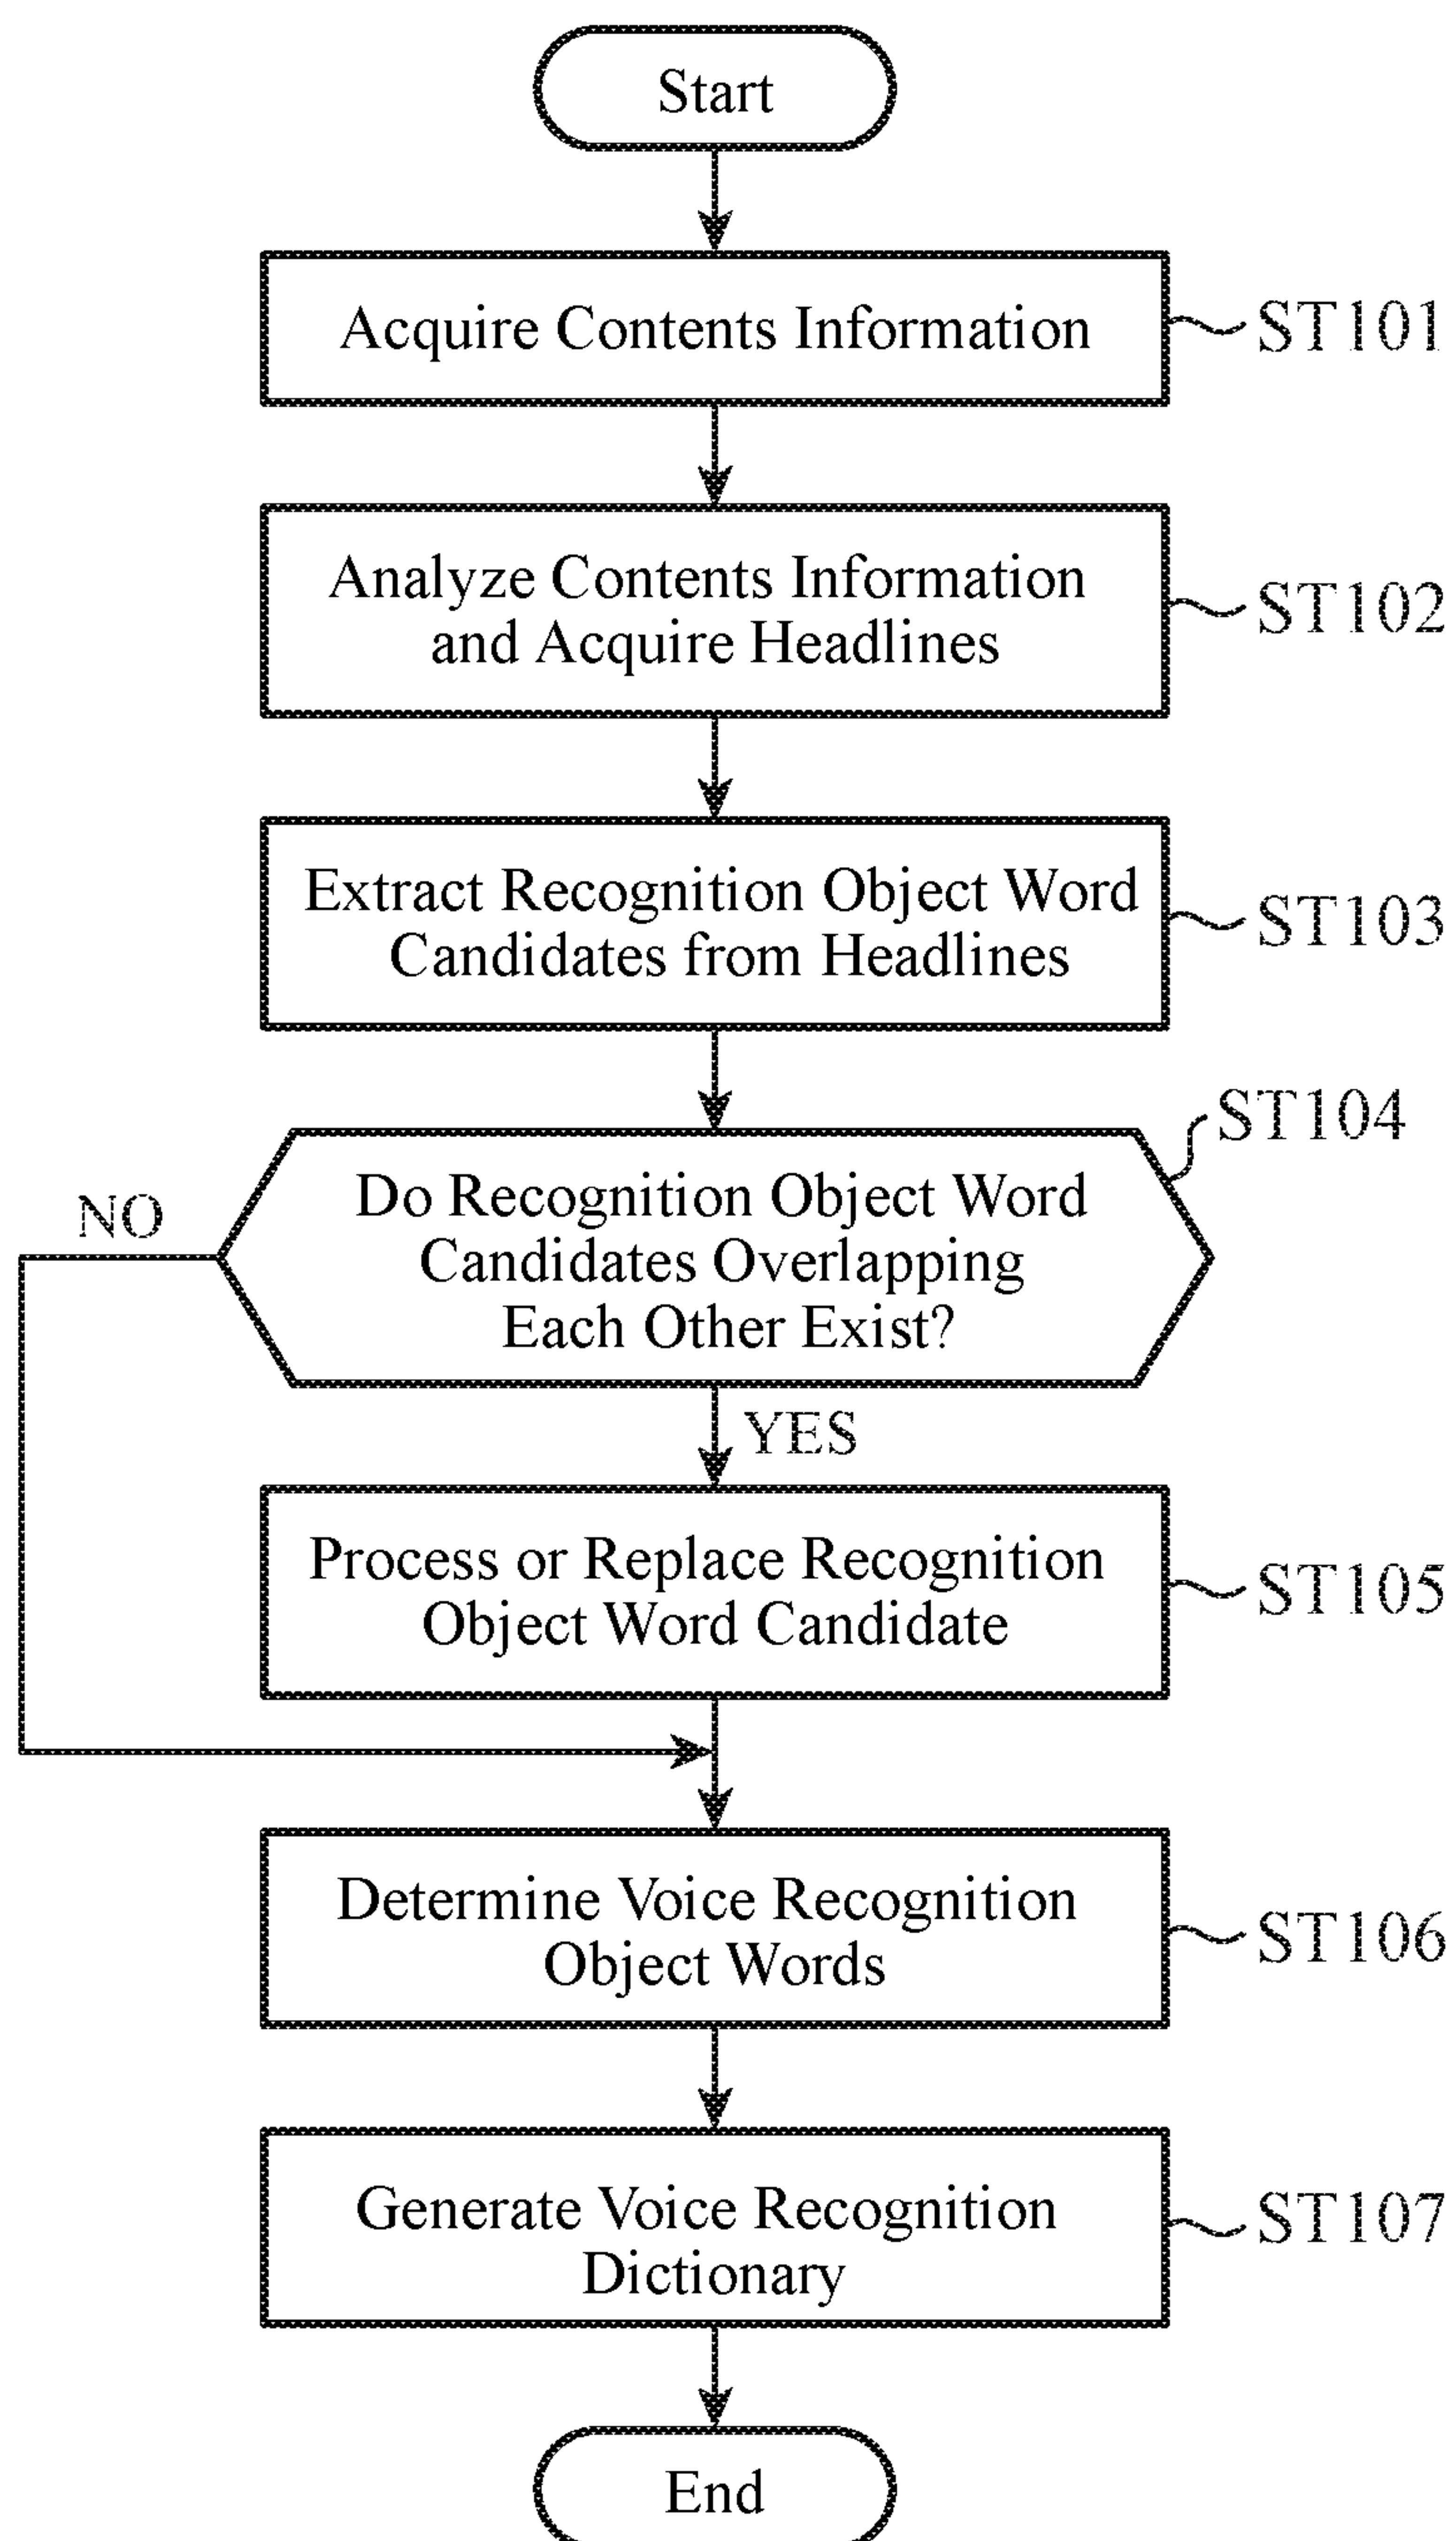 Start
Acquire Contents Information
ST101
Analyze Contents Information
and Acquire Headlines
ST102
Extract Recognition Object Word
Candidates from Headlines
ST103
ST104
Do Recognition Object Word
Candidates Overlapping
Each Other Exist?
NO
YES
Process or Replace Recognition
Object Word Candidate
ST105
Determine Voice Recognition
Object Words
ST106
Generate Voice Recognition
Dictionary
ST107
End